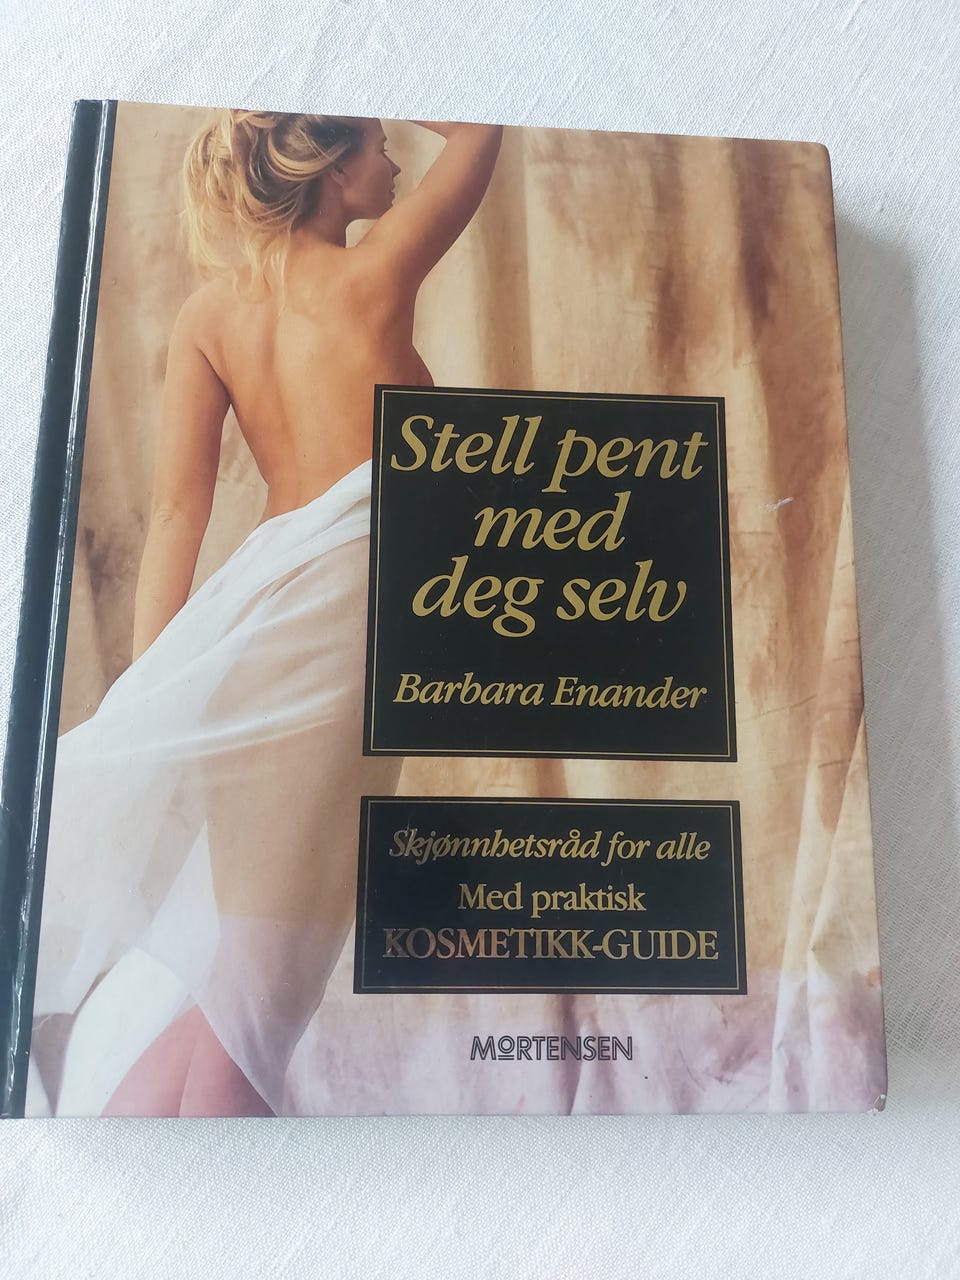 Stell pent
med
deg selv
Barbara Enander
Skjønnhetsråd for alle
Med praktisk
KOSMETIKK-GUIDE
MORTENSEN